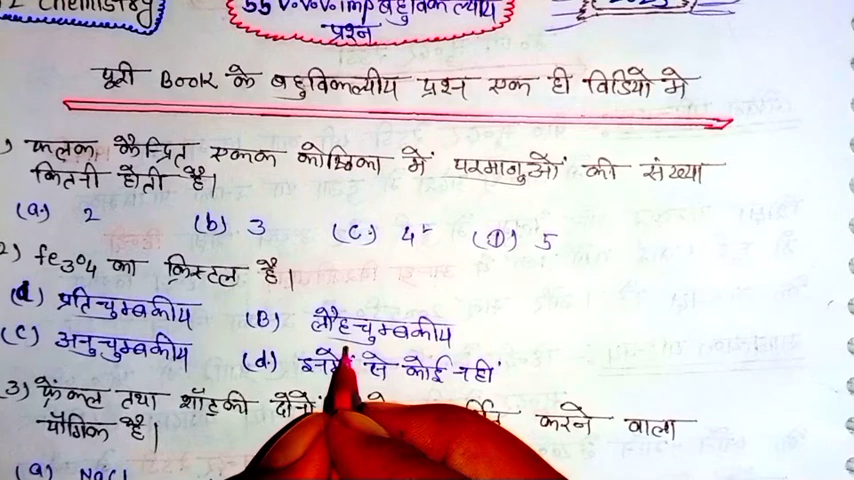 Chemistry
55 V.V.V.imp बहुविकल्पीय
प्रश्न
पूरी Book के बहुविकल्पीय प्रश्न एक ही विडियो मे
फलक केन्द्रित एकक कोष्ठिका में परमाणुओं की संख्या
कितनी होती है।
(a) 2 (b) 3 (C) 4 (D) 5
2) fe3O4 का क्रिस्टल है।
(a) प्रतिचुम्बकीय (B) लौहचुम्बकीय
(C) अनुचुम्बकीय (d) इनमें से कोई नहीं
3) फ्रेंकल तथा शॉट्की दोनों करने वाला
यौगिक है।
(a) NaCl